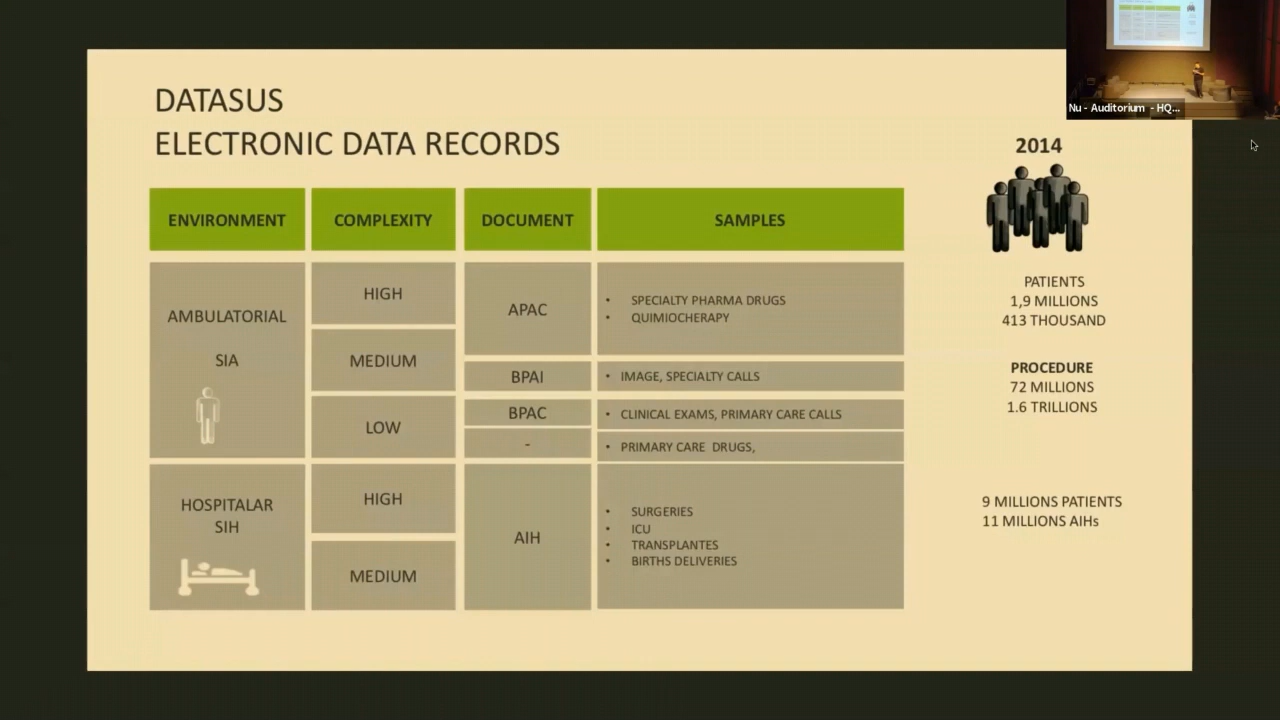 DATASUS
ELECTRONIC DATA RECORDS
Nu - Auditorium - HQ...
2014
ENVIRONMENT
COMPLEXITY
DOCUMENT
SAMPLES
AMBULATORIAL
SIA
HIGH
MEDIUM
LOW
APAC
• SPECIALTY PHARMA DRUGS
• QUIMIOCHERAPY
BPAI
• IMAGE, SPECIALTY CALLS
BPAC
• CLINICAL EXAMS, PRIMARY CARE CALLS
-
• PRIMARY CARE DRUGS,
HOSPITALAR
SIH
HIGH
MEDIUM
AIH
• SURGERIES
• ICU
• TRANSPLANTES
• BIRTHS DELIVERIES
PATIENTS
1,9 MILLIONS
413 THOUSAND
PROCEDURE
72 MILLIONS
1.6 TRILLIONS
9 MILLIONS PATIENTS
11 MILLIONS AIHs